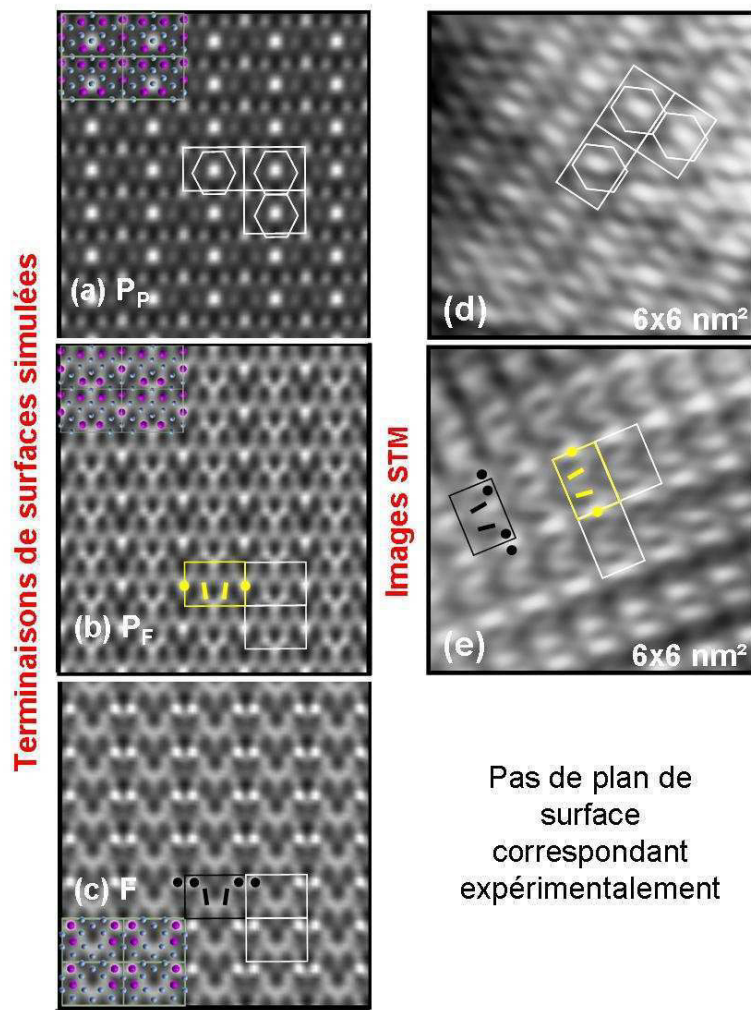 Terminaisons de surfaces simulées
(a) PP
(b) PF
(c) F
Images STM
(d)
6x6 nm²
(e)
6x6 nm²
Pas de plan de
surface
correspondant
expérimentalement